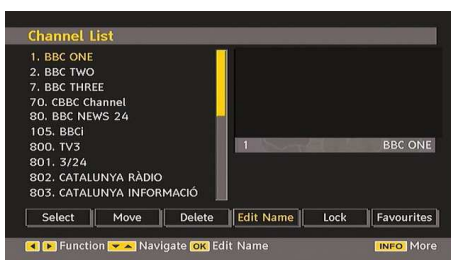 Channel List
1. BBC ONE
2. BBC TWO
7. BBC THREE
70. CBBC Channel
80. BBC NEWS 24
105. BBCi
800. TV3
801. 3/24
802. CATALUNYA RÀDIO
803. CATALUNYA INFORMACIÓ
1 BBC ONE
Select Move Delete Edit Name Lock Favourites
Function Navigate OK Edit Name INFO More